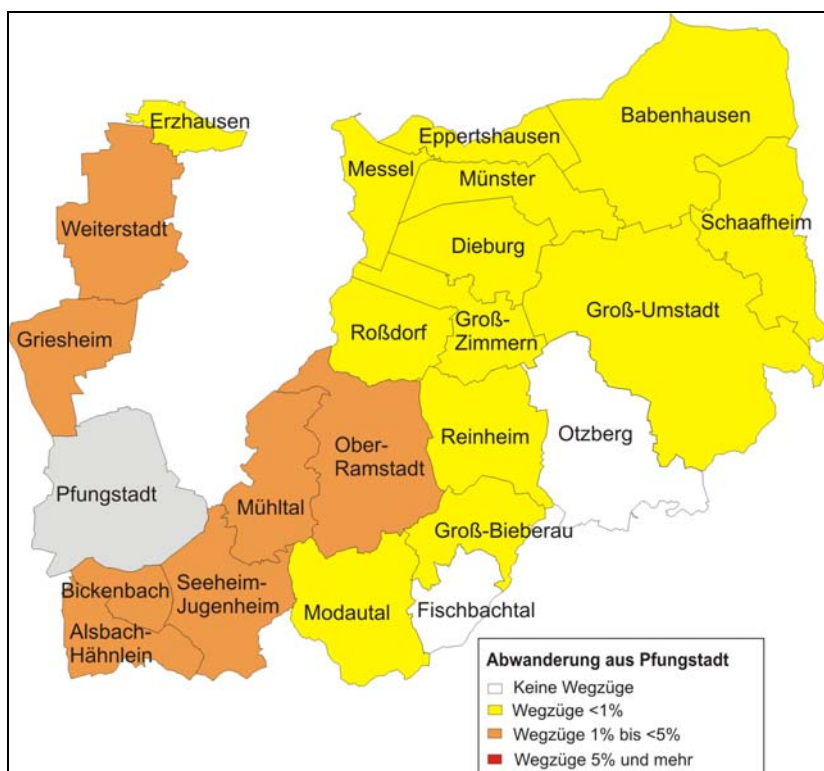 Erzhausen
Babenhausen
Eppertshausen
Messel
Münster
Schaafheim
Weiterstadt
Dieburg
Groß-Umstadt
Griesheim
Roßdorf
Groß-
Zimmern
Otzberg
Reinheim
Ober-
Ramstadt
Pfungstadt
Mühltal
Groß-Bieberau
Bickenbach
Seeheim-
Jugenheim
Modautal
Fischbachtal
Alsbach-
Hähnlein
Abwanderung aus Pfungstadt
Keine Wegzüge
Wegzüge <1%
Wegzüge 1% bis <5%
Wegzüge 5% und mehr